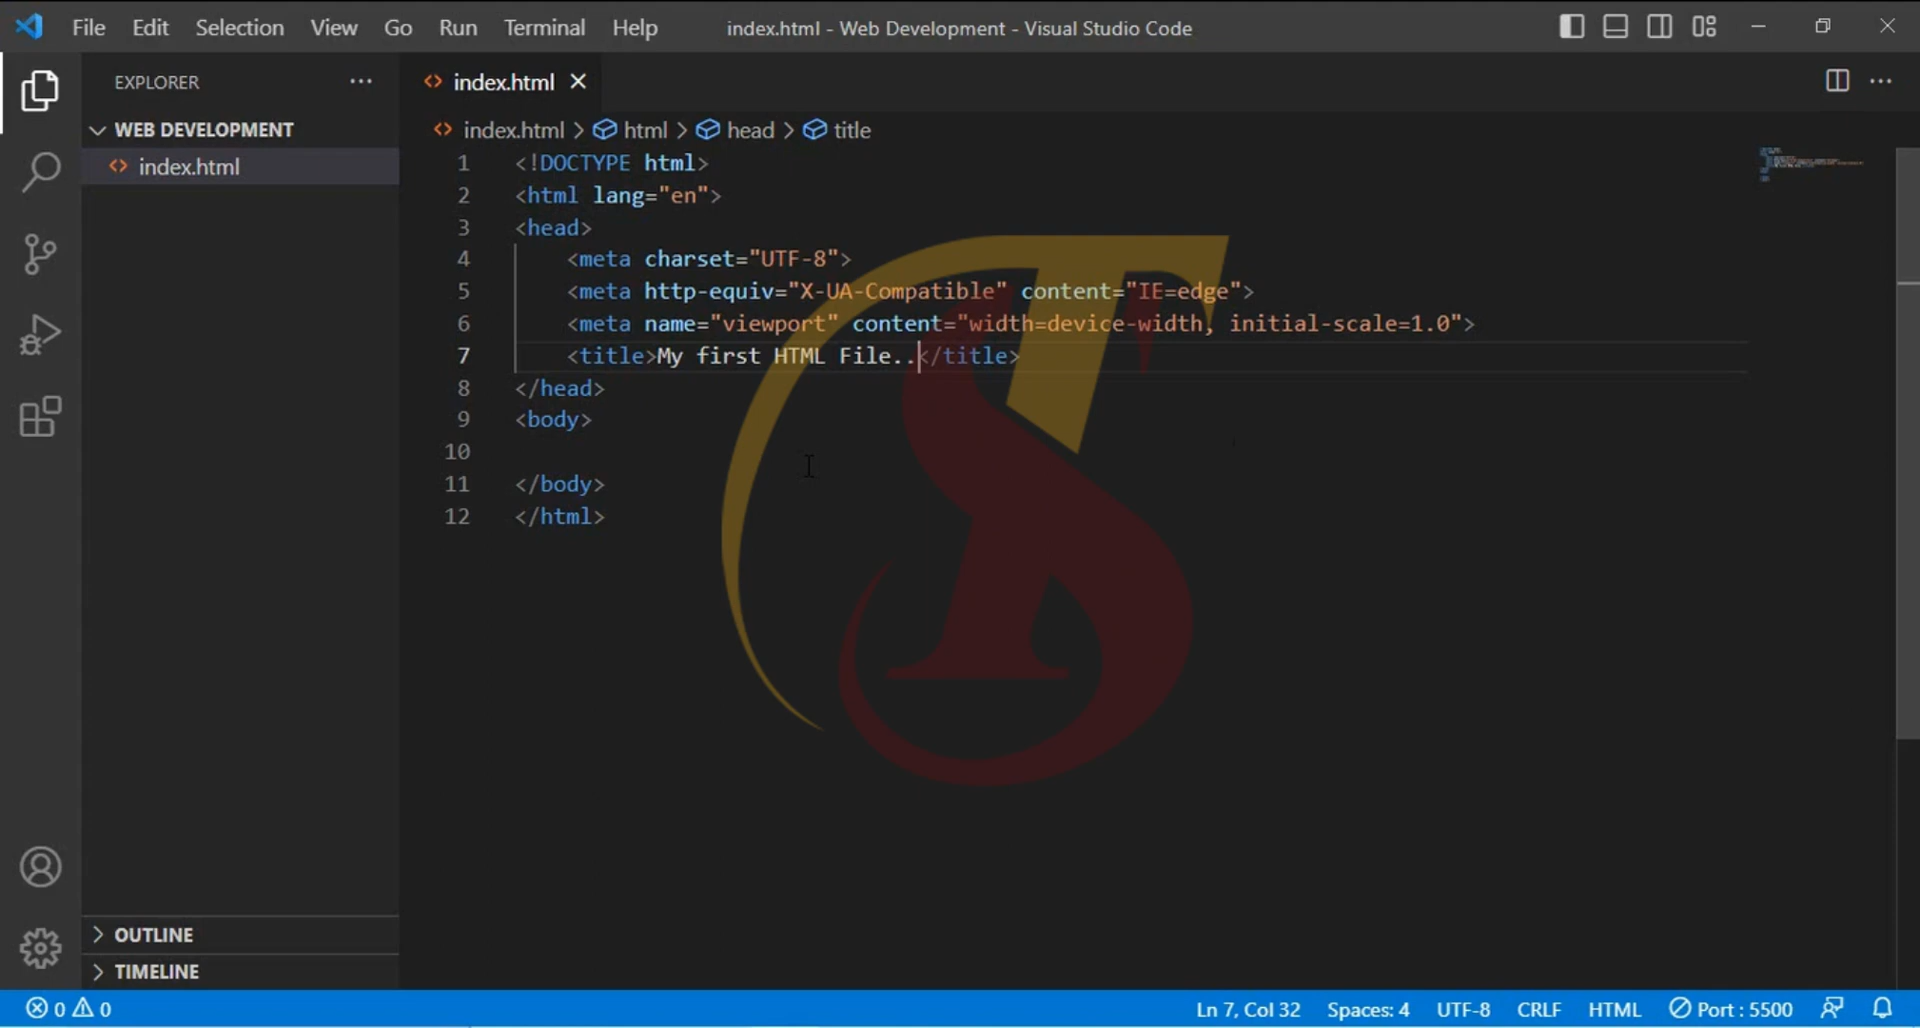 File Edit Selection View Go Run Terminal Help index.html - Web Development - Visual Studio Code
EXPLORER
WEB DEVELOPMENT
index.html
OUTLINE
TIMELINE
index.html
index.html > html > head > title
1 <!DOCTYPE html>
2 <html lang="en">
3 <head>
4 <meta charset="UTF-8">
5 <meta http-equiv="X-UA-Compatible" content="IE=edge">
6 <meta name="viewport" content="width=device-width, initial-scale=1.0">
7 <title>My first HTML File..</title>
8 </head>
9 <body>
10
11 </body>
12 </html>
0 0 Ln 7, Col 32 Spaces: 4 UTF-8 CRLF HTML Port : 5500